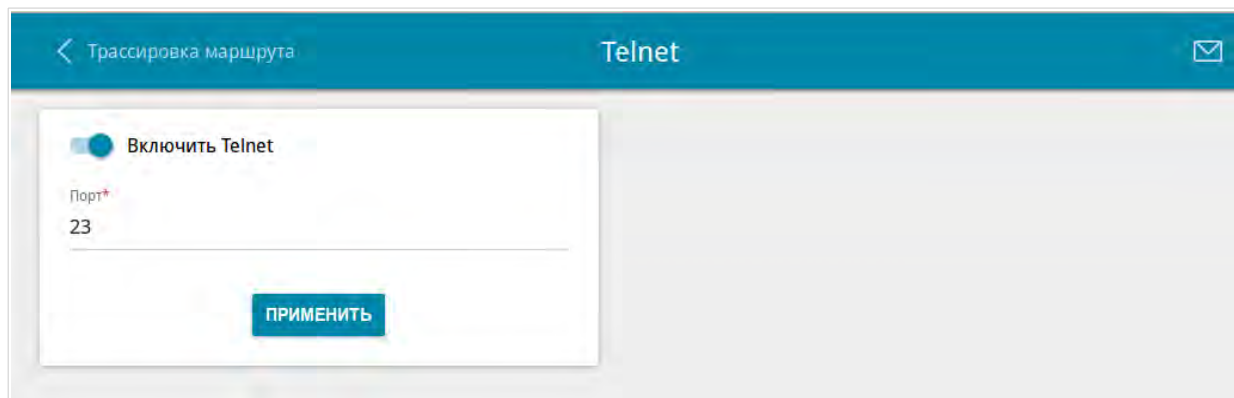 Трассировка маршрута
Telnet
Включить Telnet
Порт*
23
ПРИМЕНИТЬ